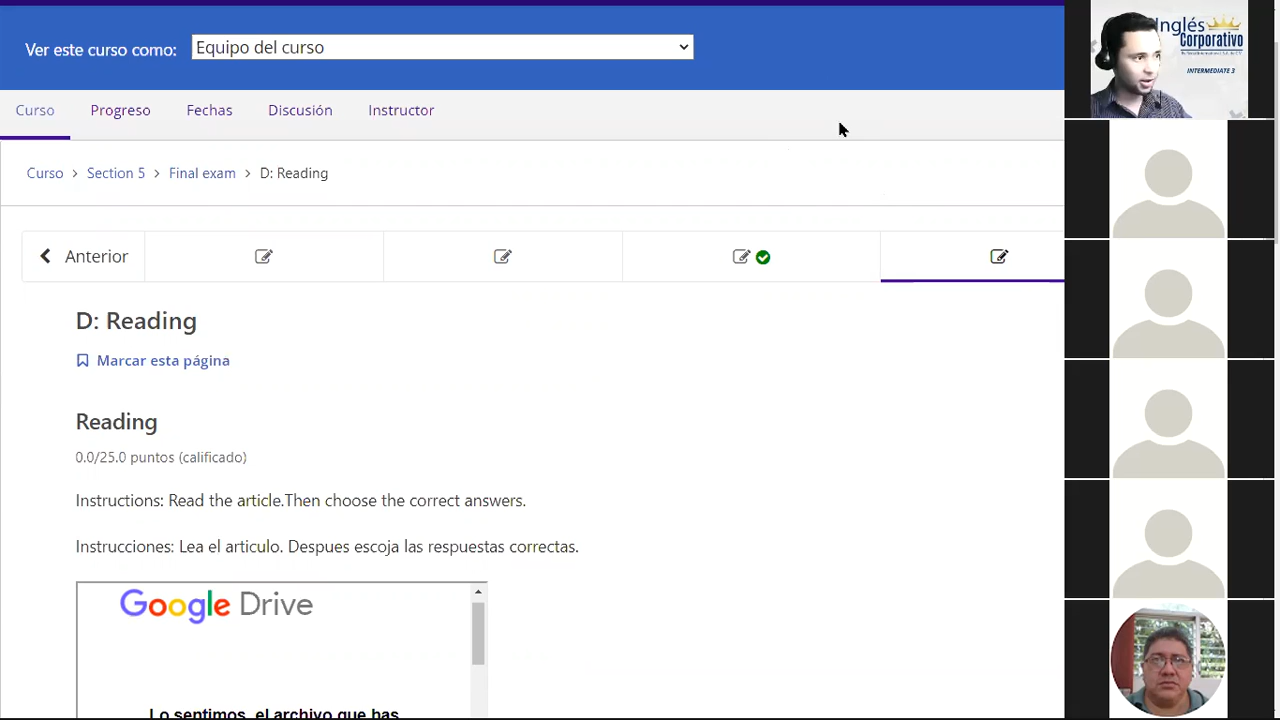 Ver este curso como:
Equipo del curso
Curso
Progreso
Fechas
Discusión
Instructor
Curso > Section 5 > Final exam > D: Reading
Anterior
D: Reading
Marcar esta página
Reading
0.0/25.0 puntos (calificado)
Instructions: Read the article.Then choose the correct answers.
Instrucciones: Lea el articulo. Despues escoja las respuestas correctas.
Google Drive
Lo sentimos, el archivo que has
Inglés
Corporativo
INTERMEDIATE 3